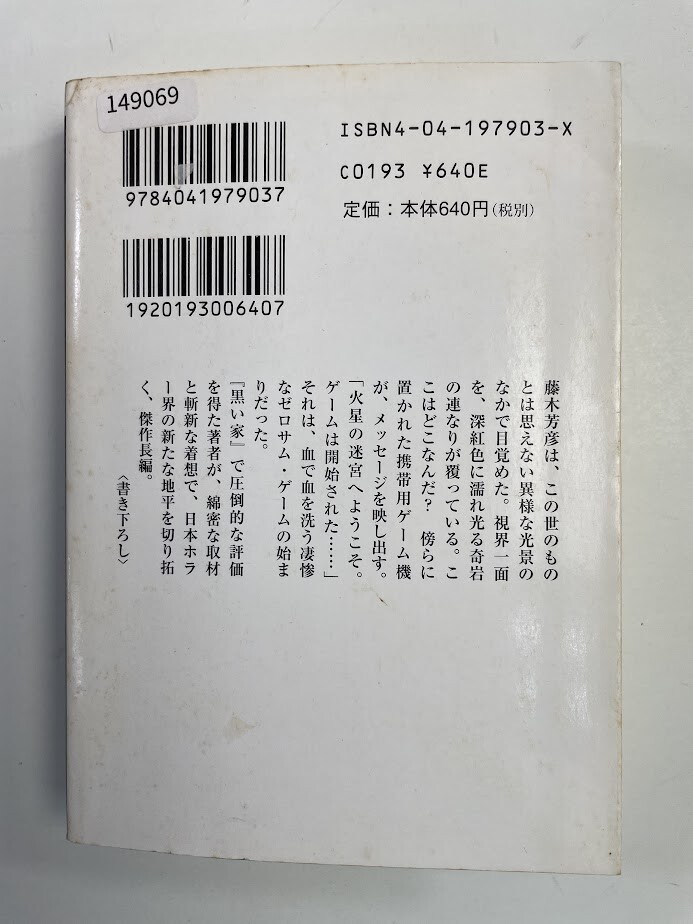 149069
9784041979037
1920193006407
ISBN4-04-197903-X
C0193 ¥640E
定価：本体640円（税別）
藤木芳彦は、この世のもの
とは思えない異様な光景の
なかで目覚めた。視界一面
を、深紅色に濡れ光る奇岩
の連なりが覆っている。こ
こはどこなんだ？　傍らに
置かれた携帯用ゲーム機
が、メッセージを映し出す。
「火星の迷宮へようこそ。
ゲームは開始された……」
それは、血で血を洗う凄惨
なゼロサム・ゲームの始ま
りだった。
『黒い家』で圧倒的な評価
を得た著者が、綿密な取材
と斬新な着想で、日本ホラ
ー界の新たな地平を切り拓
く、傑作長編。
〈書き下ろし〉